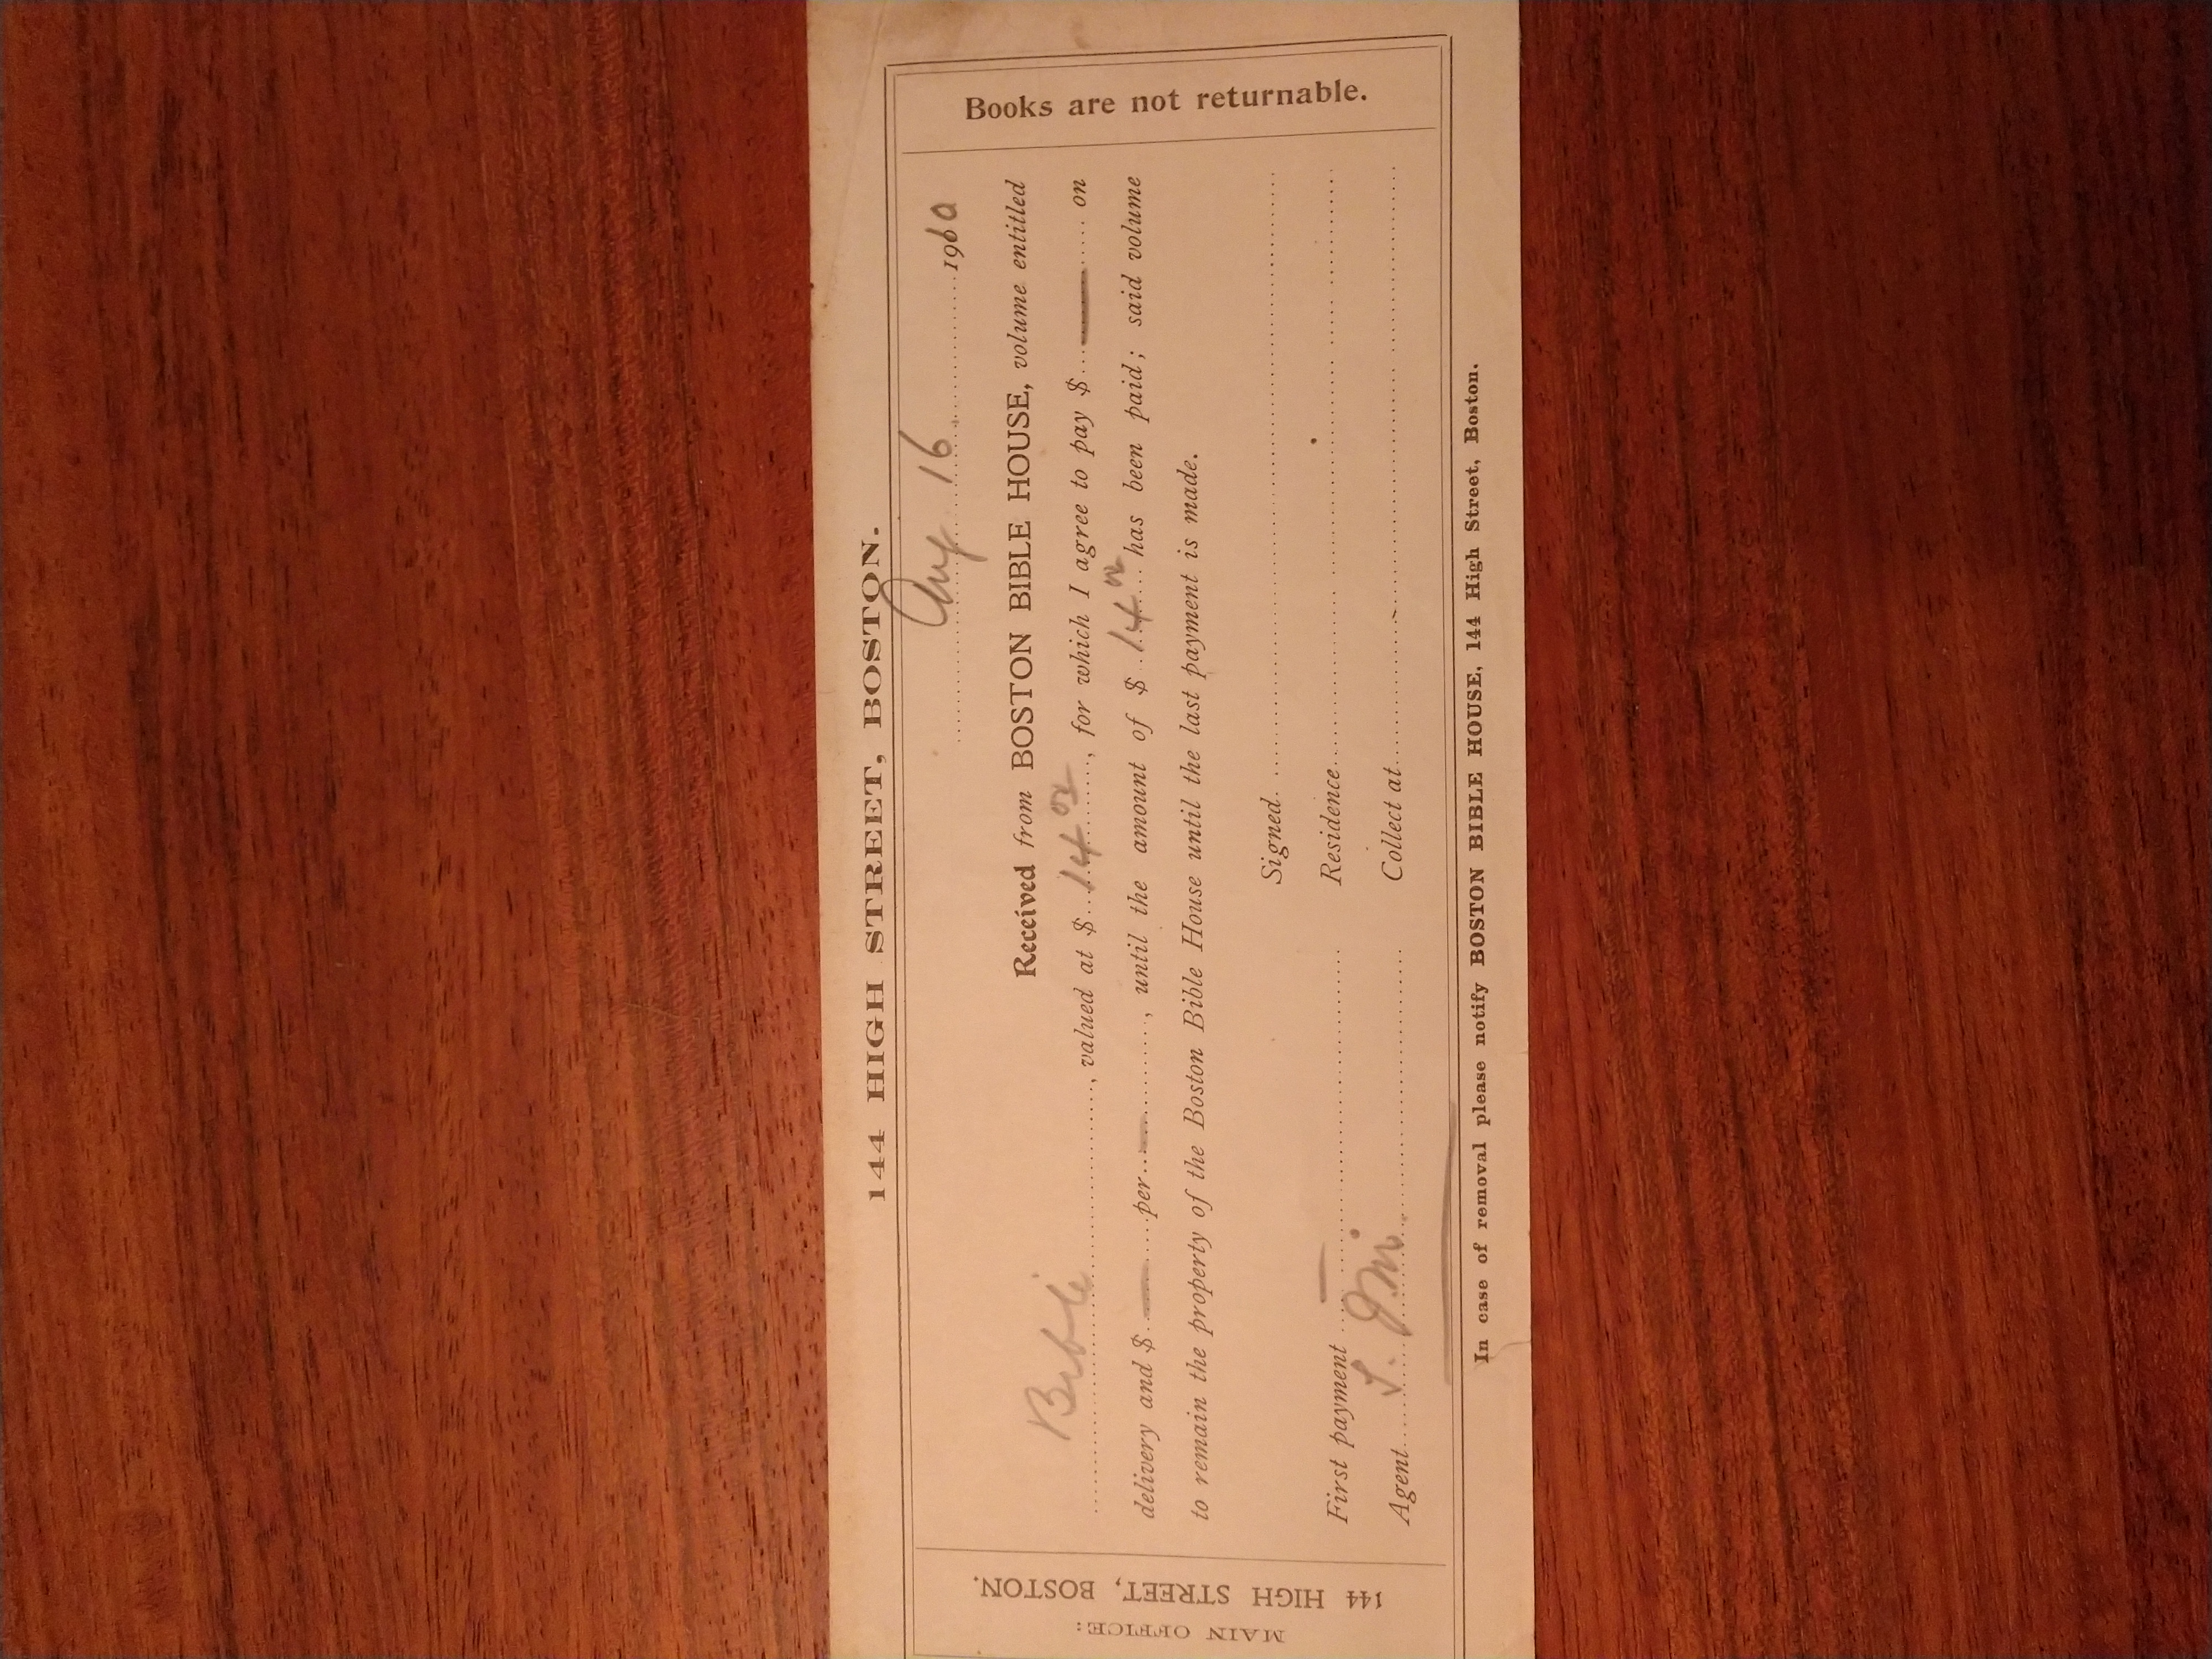 144 HIGH STREET, BOSTON.
Aug 16 1910
Received from BOSTON BIBLE HOUSE, volume entitled
Bible, valued at $ 14 00, for which I agree to pay $ — on
delivery and $ — per —, until the amount of $ 14 00 has been paid; said volume
to remain the property of the Boston Bible House until the last payment is made.
Signed
First payment —
Residence
Agent
Collect at
Books are not returnable.
MAIN OFFICE:
144 HIGH STREET, BOSTON.
In case of removal please notify BOSTON BIBLE HOUSE, 144 High Street, Boston.